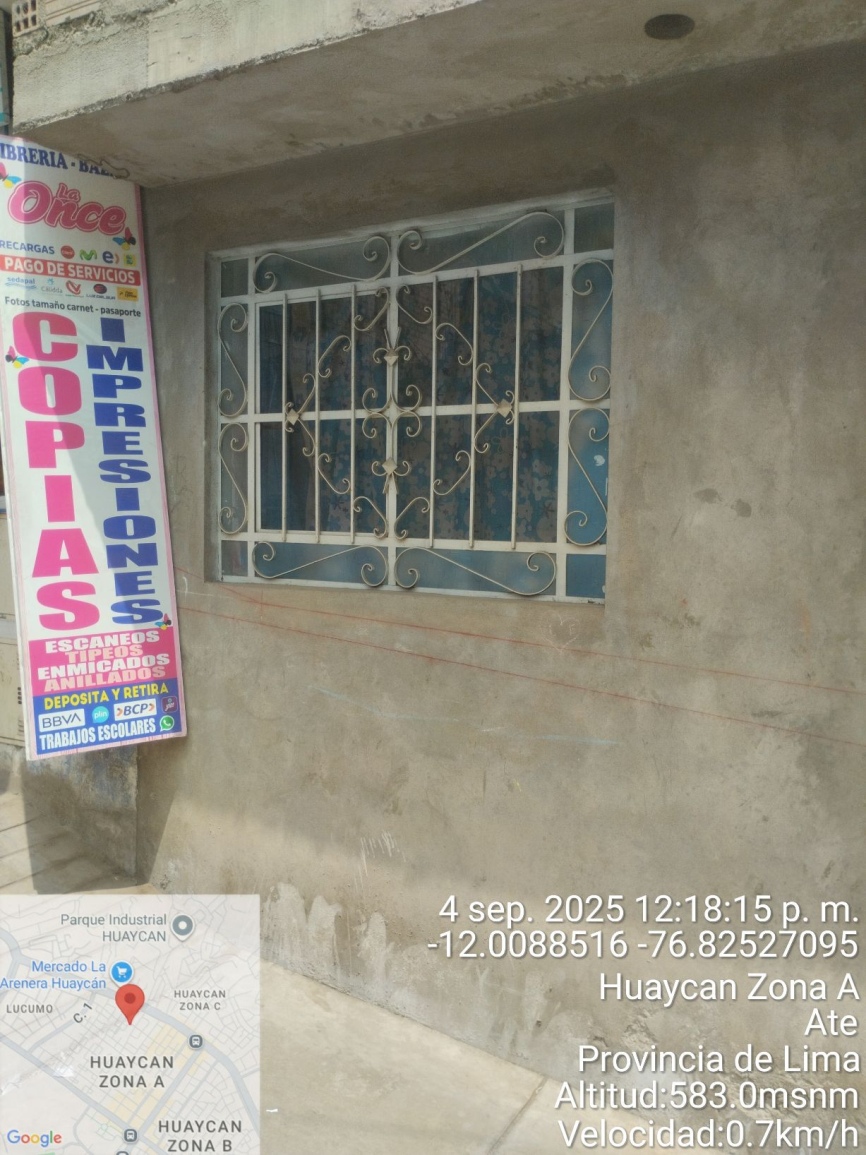 LIBRERIA - BAZ
La
Once
RECARGAS
PAGO DE SERVICIOS
sedapal
Cálidda
Fotos tamaño carnet - pasaporte
COPIAS
IMPRESIONES
ESCANEOS
TIPEOS
ENMICADOS
ANILLADOS
DEPOSITA Y RETIRA
BBVA plin BCP
TRABAJOS ESCOLARES
Parque Industrial
HUAYCAN
Mercado La
Arenera Huaycán
LUCUMO
C. 1
HUAYCAN
ZONA C
HUAYCAN
ZONA A
HUAYCAN
ZONA B
Google
4 sep. 2025 12:18:15 p. m.
-12.0088516 -76.82527095
Huaycan Zona A
Ate
Provincia de Lima
Altitud:583.0msnm
Velocidad:0.7km/h